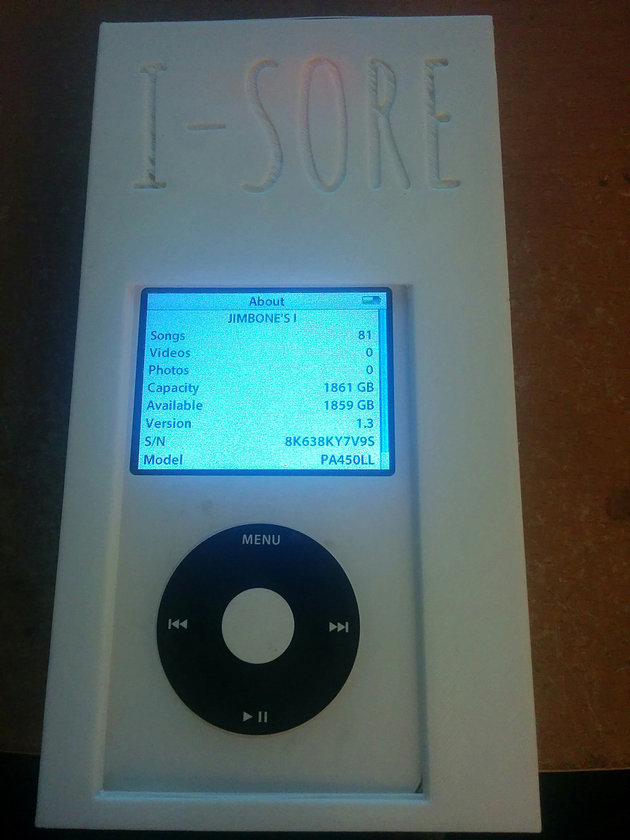 I-SORE
About
JIMBONE'S I
Songs 81
Videos 0
Photos 0
Capacity 1861 GB
Available 1859 GB
Version 1.3
S/N 8K638KY7V9S
Model PA450LL
MENU